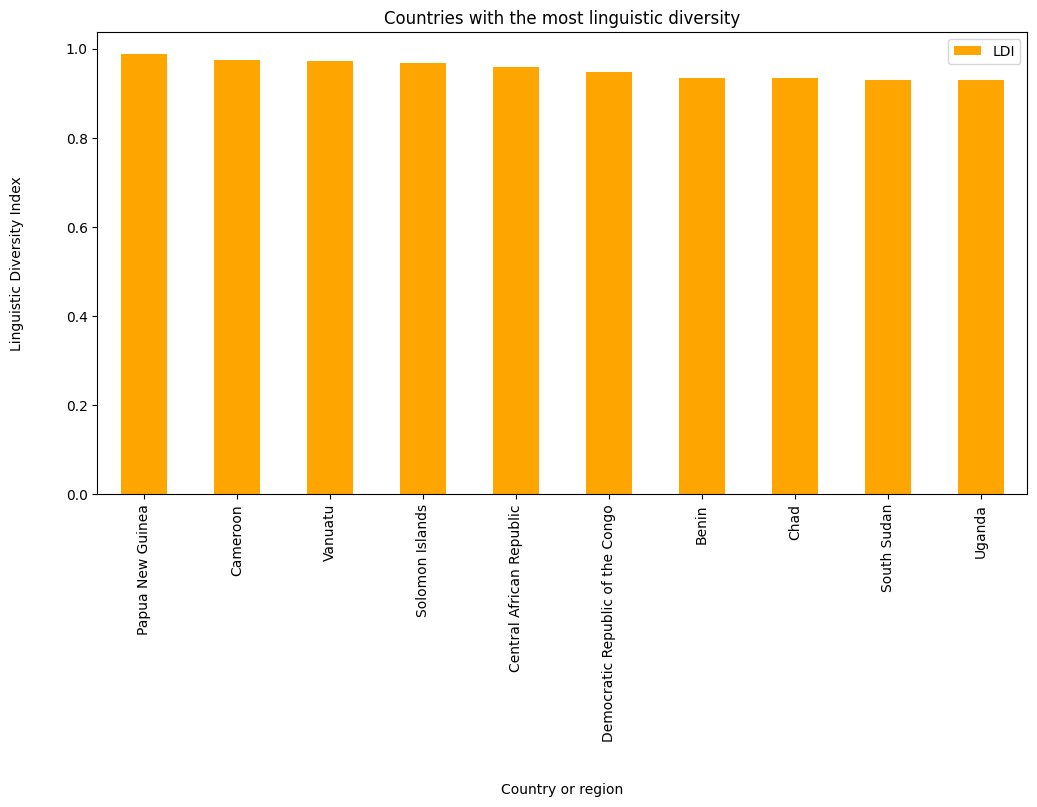 Countries with the most linguistic diversity
LDI
Linguistic Diversity Index
1.0
0.8
0.6
0.4
0.2
0.0
Papua New Guinea
Cameroon
Vanuatu
Solomon Islands
Central African Republic
Democratic Republic of the Congo
Benin
Chad
South Sudan
Uganda
Country or region